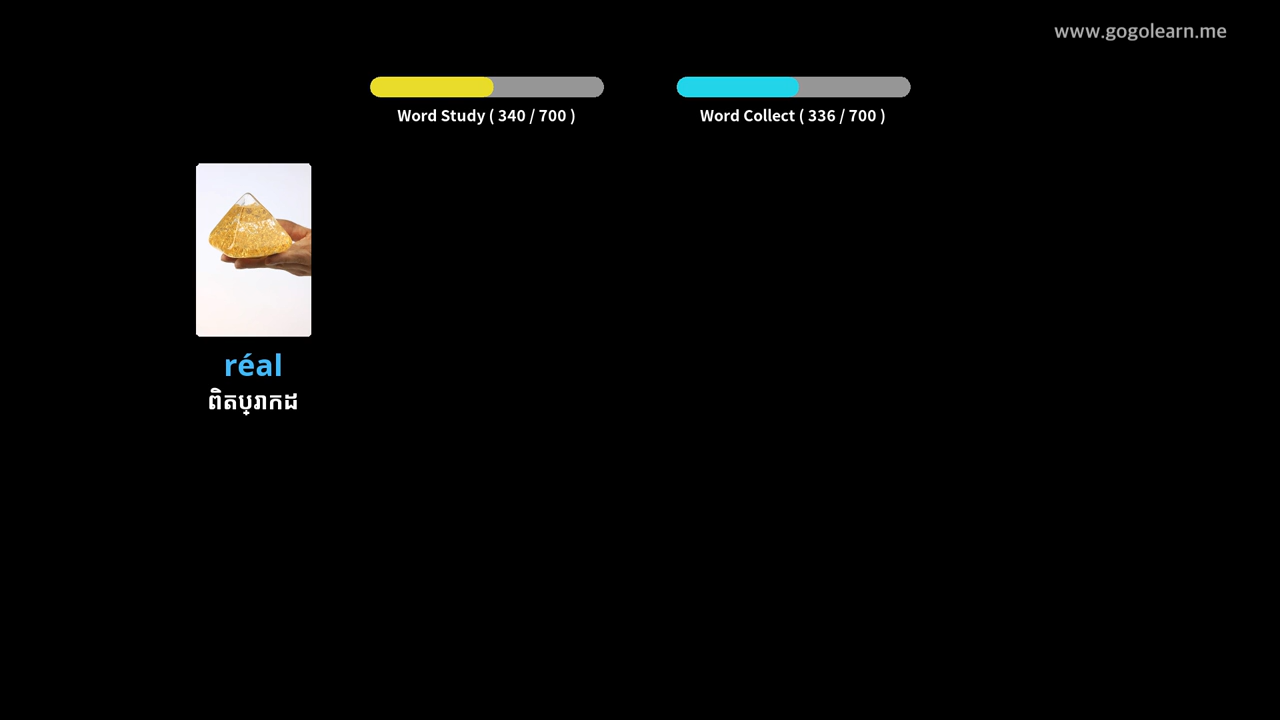 www.gogolearn.me
Word Study ( 340 / 700 )
Word Collect ( 336 / 700 )
réal
ពិតប្រាកដ